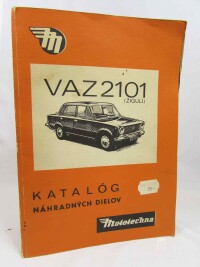 M
VAZ 2101
(ŽIGULI)
KATALÓG
NÁHRADNÝCH DIELOV
Mototechna